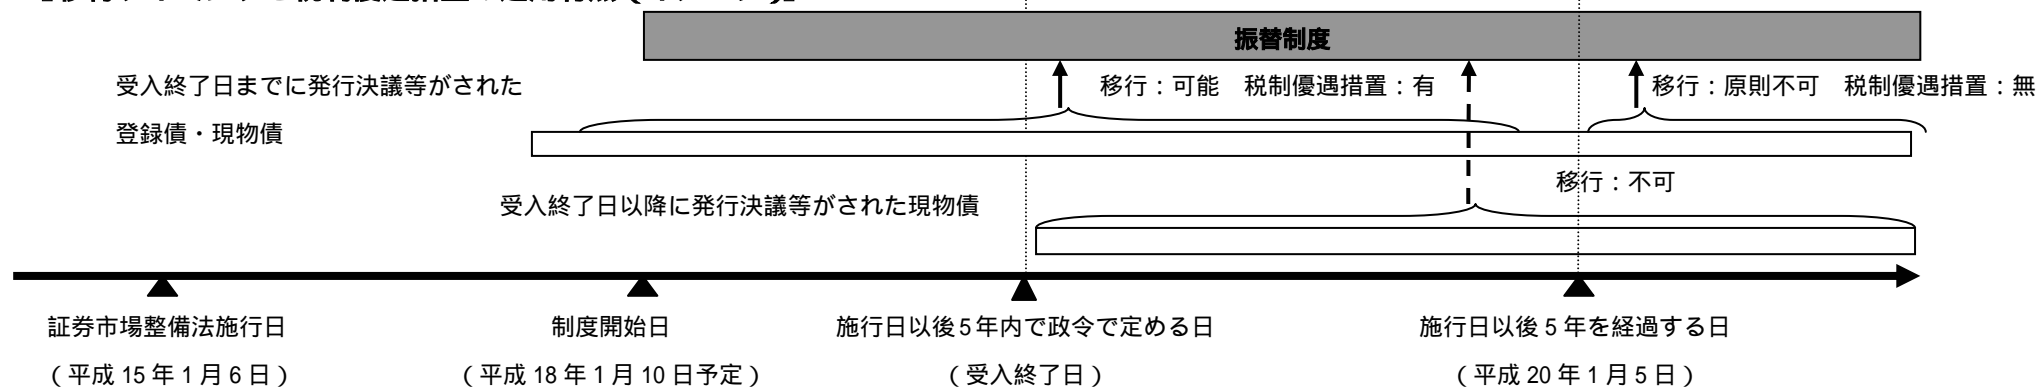 振替制度
受入終了日までに発行決議等がされた
移行：可能　税制優遇措置：有
移行：原則不可　税制優遇措置：無
登録債・現物債
移行：不可
受入終了日以降に発行決議等がされた現物債
証券市場整備法施行日
制度開始日
施行日以後5年内で政令で定める日
施行日以後5年を経過する日
（平成15年1月6日）
（平成18年1月10日予定）
（受入終了日）
（平成20年1月5日）